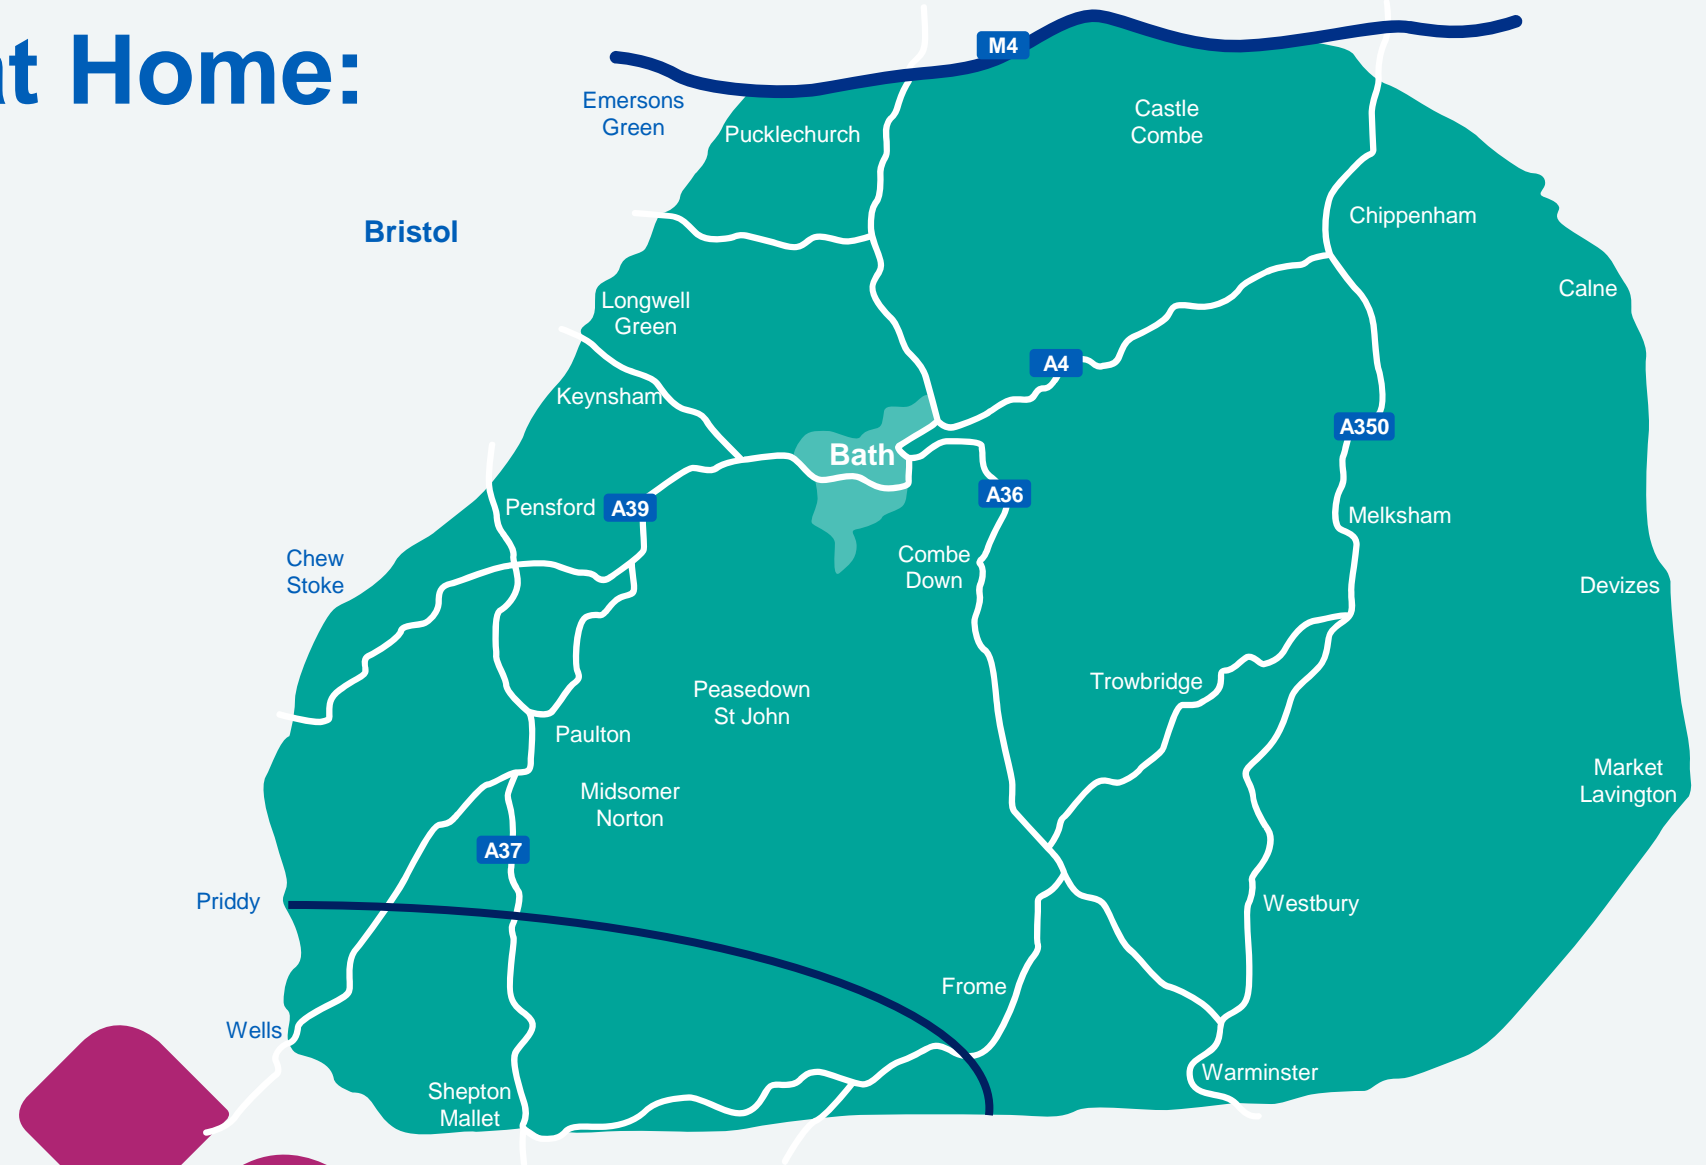 at Home:
M4
Emersons
Green
Pucklechurch
Castle
Combe
Bristol
Chippenham
Calne
Longwell
Green
A4
Keynsham
A350
Bath
A36
Pensford
A39
Melksham
Chew
Stoke
Combe
Down
Devizes
Trowbridge
Peasedown
St John
Paulton
Market
Lavington
Midsomer
Norton
A37
Priddy
Westbury
Frome
Wells
Warminster
Shepton
Mallet